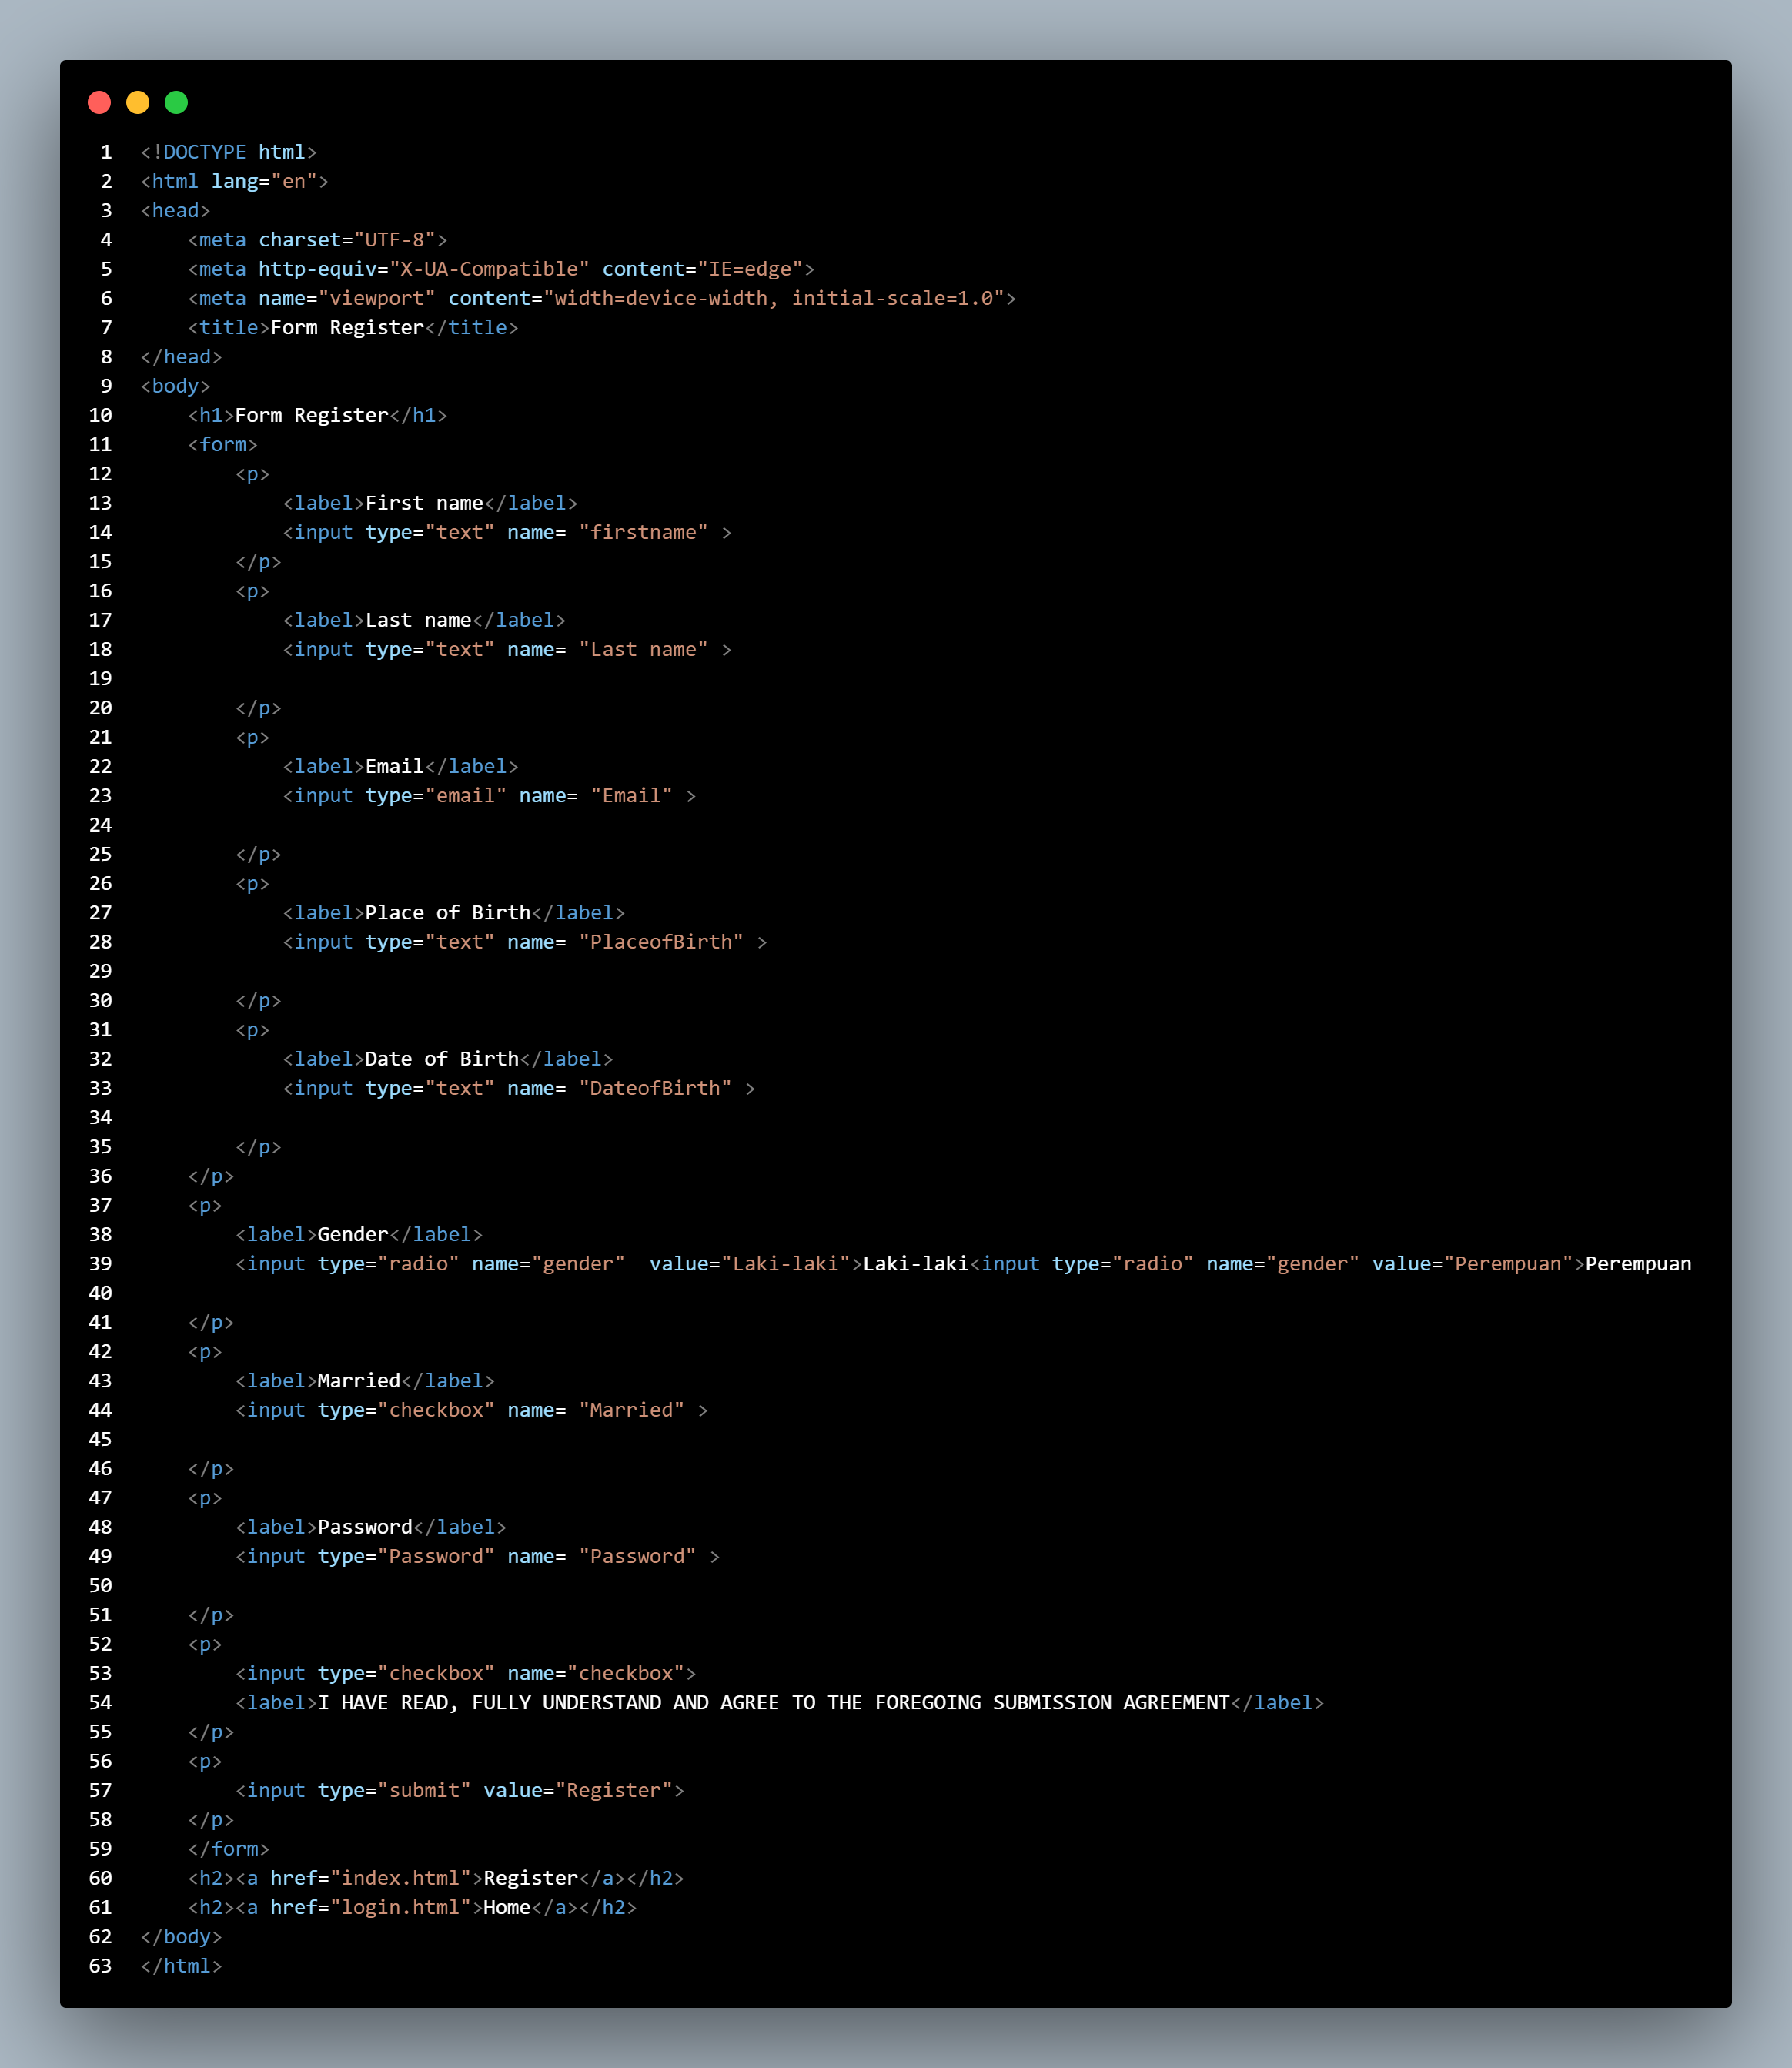 1 <!DOCTYPE html>
2 <html lang="en">
3 <head>
4     <meta charset="UTF-8">
5     <meta http-equiv="X-UA-Compatible" content="IE=edge">
6     <meta name="viewport" content="width=device-width, initial-scale=1.0">
7     <title>Form Register</title>
8 </head>
9 <body>
10     <h1>Form Register</h1>
11     <form>
12         <p>
13             <label>First name</label>
14             <input type="text" name= "firstname" >
15         </p>
16         <p>
17             <label>Last name</label>
18             <input type="text" name= "Last name" >
19
20         </p>
21         <p>
22             <label>Email</label>
23             <input type="email" name= "Email" >
24
25         </p>
26         <p>
27             <label>Place of Birth</label>
28             <input type="text" name= "PlaceofBirth" >
29
30         </p>
31         <p>
32             <label>Date of Birth</label>
33             <input type="text" name= "DateofBirth" >
34
35         </p>
36     </p>
37     <p>
38         <label>Gender</label>
39         <input type="radio" name="gender"  value="Laki-laki">Laki-laki<input type="radio" name="gender" value="Perempuan">Perempuan
40
41     </p>
42     <p>
43         <label>Married</label>
44         <input type="checkbox" name= "Married" >
45
46     </p>
47     <p>
48         <label>Password</label>
49         <input type="Password" name= "Password" >
50
51     </p>
52     <p>
53         <input type="checkbox" name="checkbox">
54         <label>I HAVE READ, FULLY UNDERSTAND AND AGREE TO THE FOREGOING SUBMISSION AGREEMENT</label>
55     </p>
56     <p>
57         <input type="submit" value="Register">
58     </p>
59     </form>
60     <h2><a href="index.html">Register</a></h2>
61     <h2><a href="login.html">Home</a></h2>
62 </body>
63 </html>